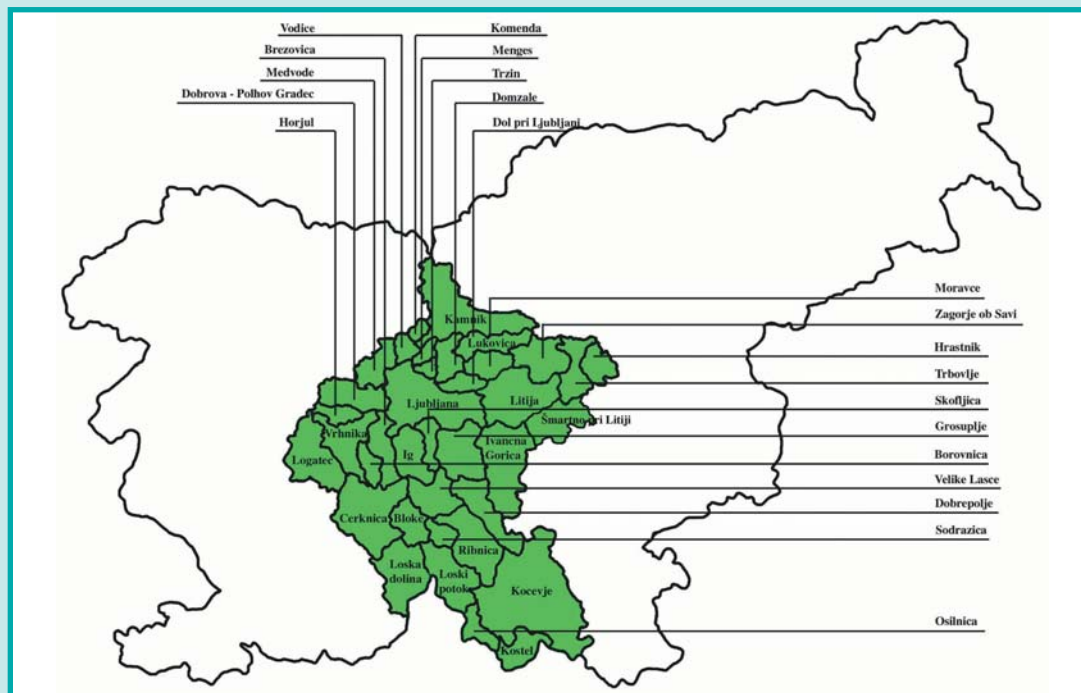 Vodice
Komenda
Brezovica
Menges
Medvode
Trzin
Dobrova - Polhov Gradec
Domzale
Horjul
Dol pri Ljubljani
Moravce
Kamnik
Zagorje ob Savi
Lukovica
Hrastnik
Trbovlje
Ljubljana
Litija
Skofljica
Šmartno pri Litiji
Grosuplje
Vrhnika
Ivancna
Gorica
Ig
Logatec
Borovnica
Velike Lasce
Dobrepolje
Cerknica
Bloke
Sodrazica
Ribnica
Loska
dolina
Loski
potok
Kocevje
Osilnica
Kostel